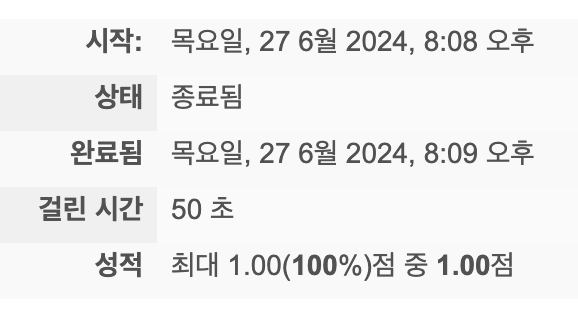 시작: 목요일, 27 6월 2024, 8:08 오후
상태 종료됨
완료됨 목요일, 27 6월 2024, 8:09 오후
걸린 시간 50 초
성적 최대 1.00(100%)점 중 1.00점